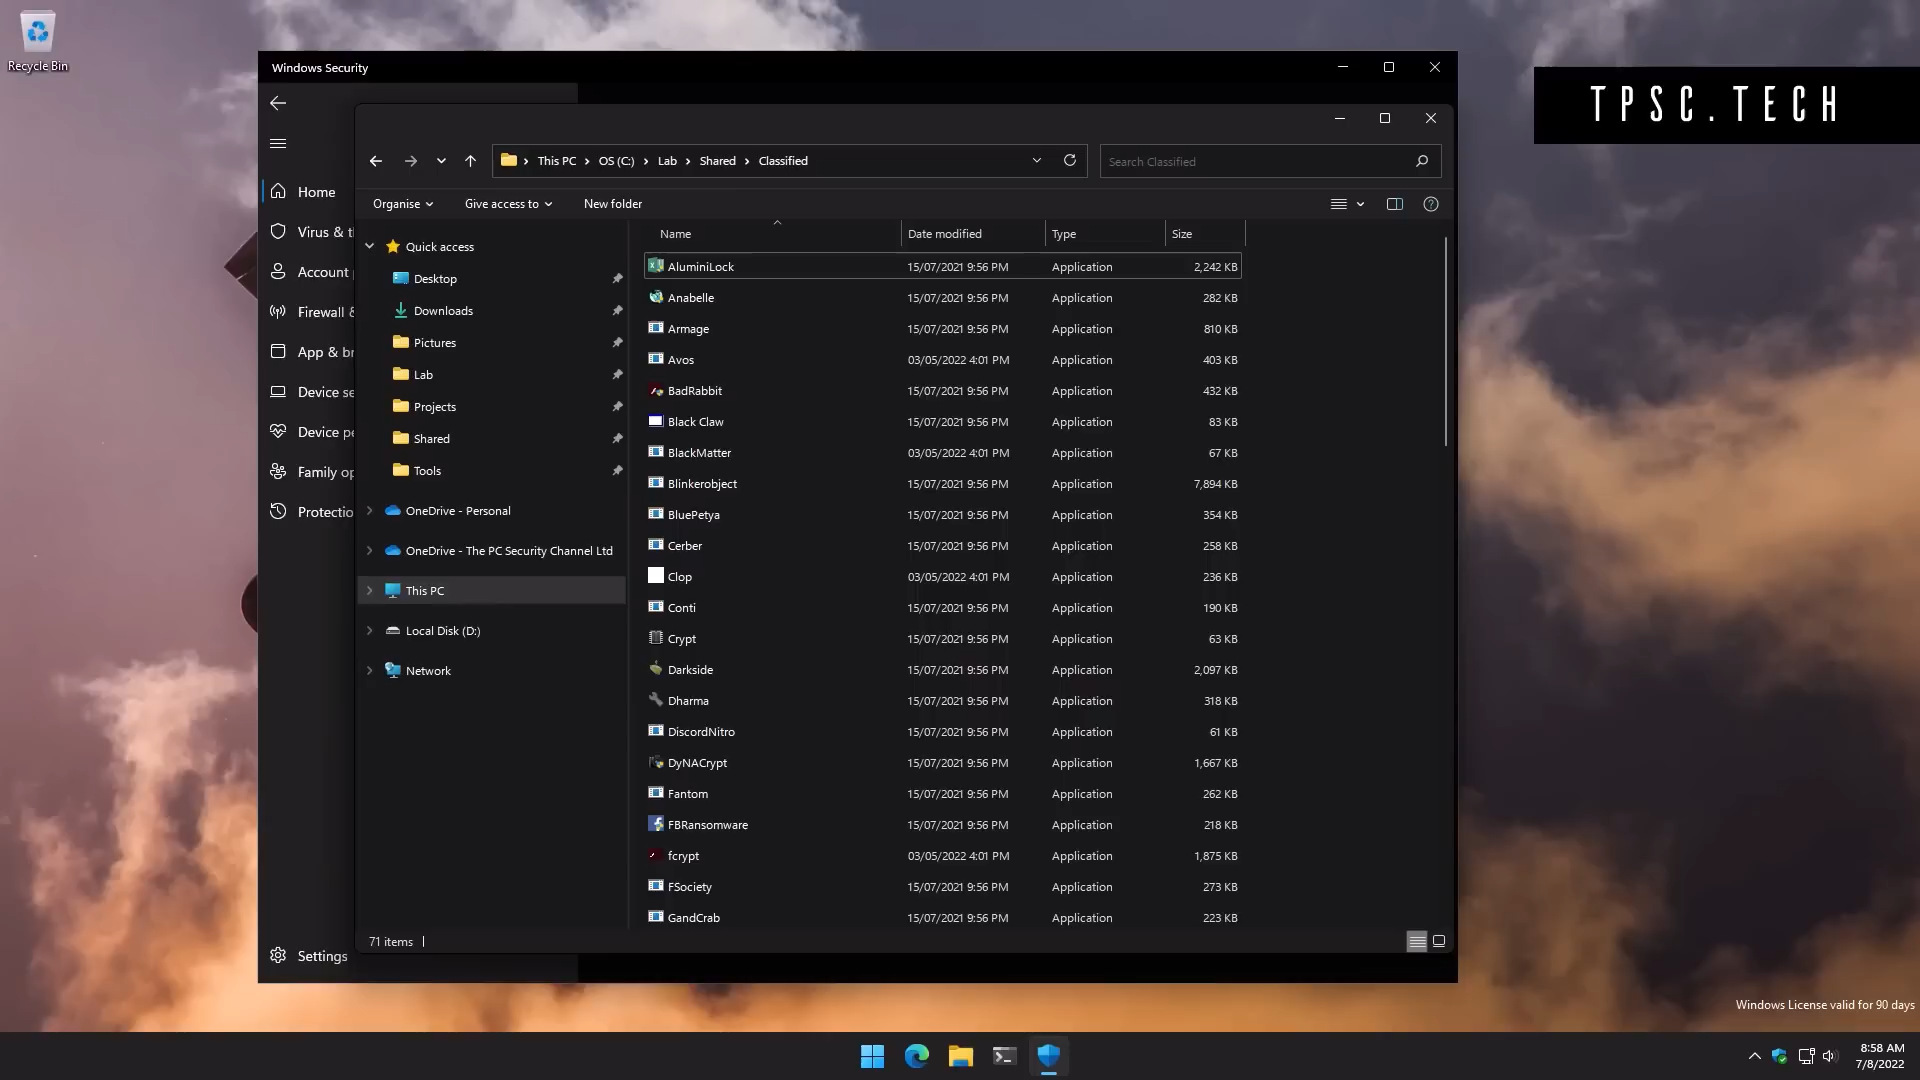 Recycle Bin
Windows Security
TPSC.TECH
This PC
OS (C:)
Lab
Shared
Classified
Search Classified
Home
Virus & t
Account
Firewall &
App & br
Device se
Device pe
Family op
Protectio
Settings
Organise
Give access to
New folder
Quick access
Desktop
Downloads
Pictures
Lab
Projects
Shared
Tools
OneDrive - Personal
OneDrive - The PC Security Channel Ltd
This PC
Local Disk (D:)
Network
Name Date modified Type Size
AluminiLock 15/07/2021 9:56 PM Application 2,242 KB
Anabelle 15/07/2021 9:56 PM Application 282 KB
Armage 15/07/2021 9:56 PM Application 810 KB
Avos 03/05/2022 4:01 PM Application 403 KB
BadRabbit 15/07/2021 9:56 PM Application 432 KB
Black Claw 15/07/2021 9:56 PM Application 83 KB
BlackMatter 03/05/2022 4:01 PM Application 67 KB
Blinkerobject 15/07/2021 9:56 PM Application 7,894 KB
BluePetya 15/07/2021 9:56 PM Application 354 KB
Cerber 15/07/2021 9:56 PM Application 258 KB
Clop 03/05/2022 4:01 PM Application 236 KB
Conti 15/07/2021 9:56 PM Application 190 KB
Crypt 15/07/2021 9:56 PM Application 63 KB
Darkside 15/07/2021 9:56 PM Application 2,097 KB
Dharma 15/07/2021 9:56 PM Application 318 KB
DiscordNitro 15/07/2021 9:56 PM Application 61 KB
DyNACrypt 15/07/2021 9:56 PM Application 1,667 KB
Fantom 15/07/2021 9:56 PM Application 262 KB
FBRansomware 15/07/2021 9:56 PM Application 218 KB
fcrypt 03/05/2022 4:01 PM Application 1,875 KB
FSociety 15/07/2021 9:56 PM Application 273 KB
GandCrab 15/07/2021 9:56 PM Application 223 KB
71 items
Windows License valid for 90 days
8:58 AM
7/8/2022